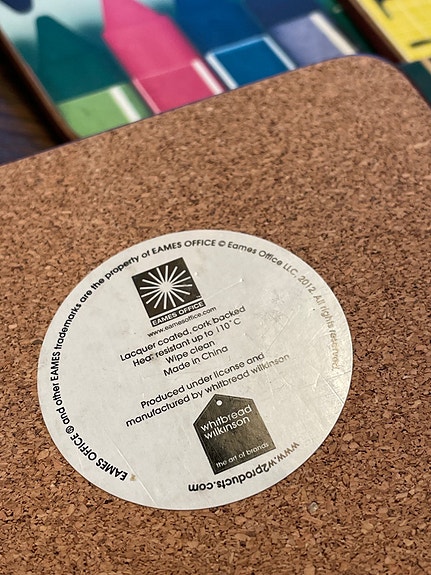 EAMES OFFICE ® and other EAMES trademarks are the property of EAMES OFFICE © Eames Office LLC, 2012 All rights reserved.
EAMES OFFICE
www.eamesoffice.com
Lacquer coated, cork backed
Heat resistant up to 110°C
Wipe clean
Made in China
Produced under license and
manufactured by whitbread wilkinson
whitbread
wilkinson
the art of brands
www.w2products.com